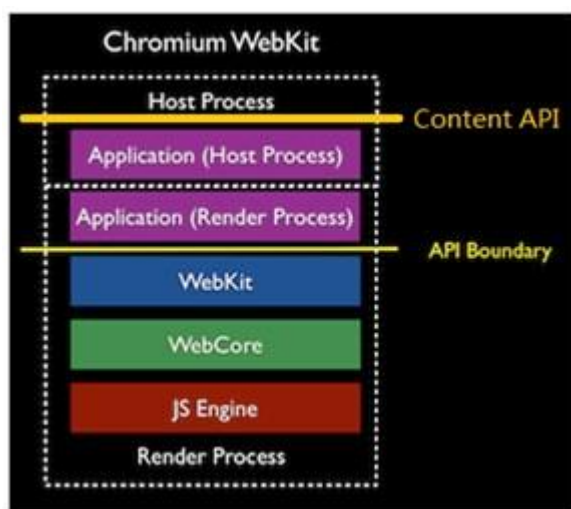 Chromium WebKit
Host Process
Content API
Application (Host Process)
Application (Render Process)
API Boundary
WebKit
WebCore
JS Engine
Render Process